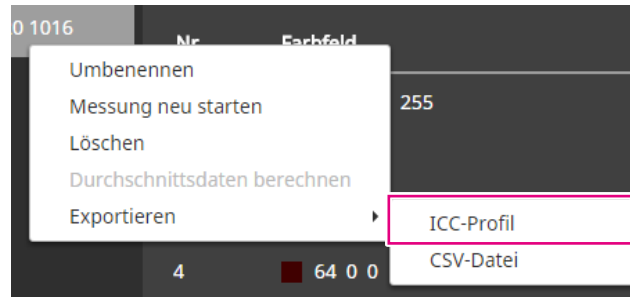 0 1016
Nr. Farbfeld
Umbenennen
Messung neu starten
255
Löschen
Durchschnittsdaten berechnen
Exportieren
ICC-Profil
CSV-Datei
4 64 0 0